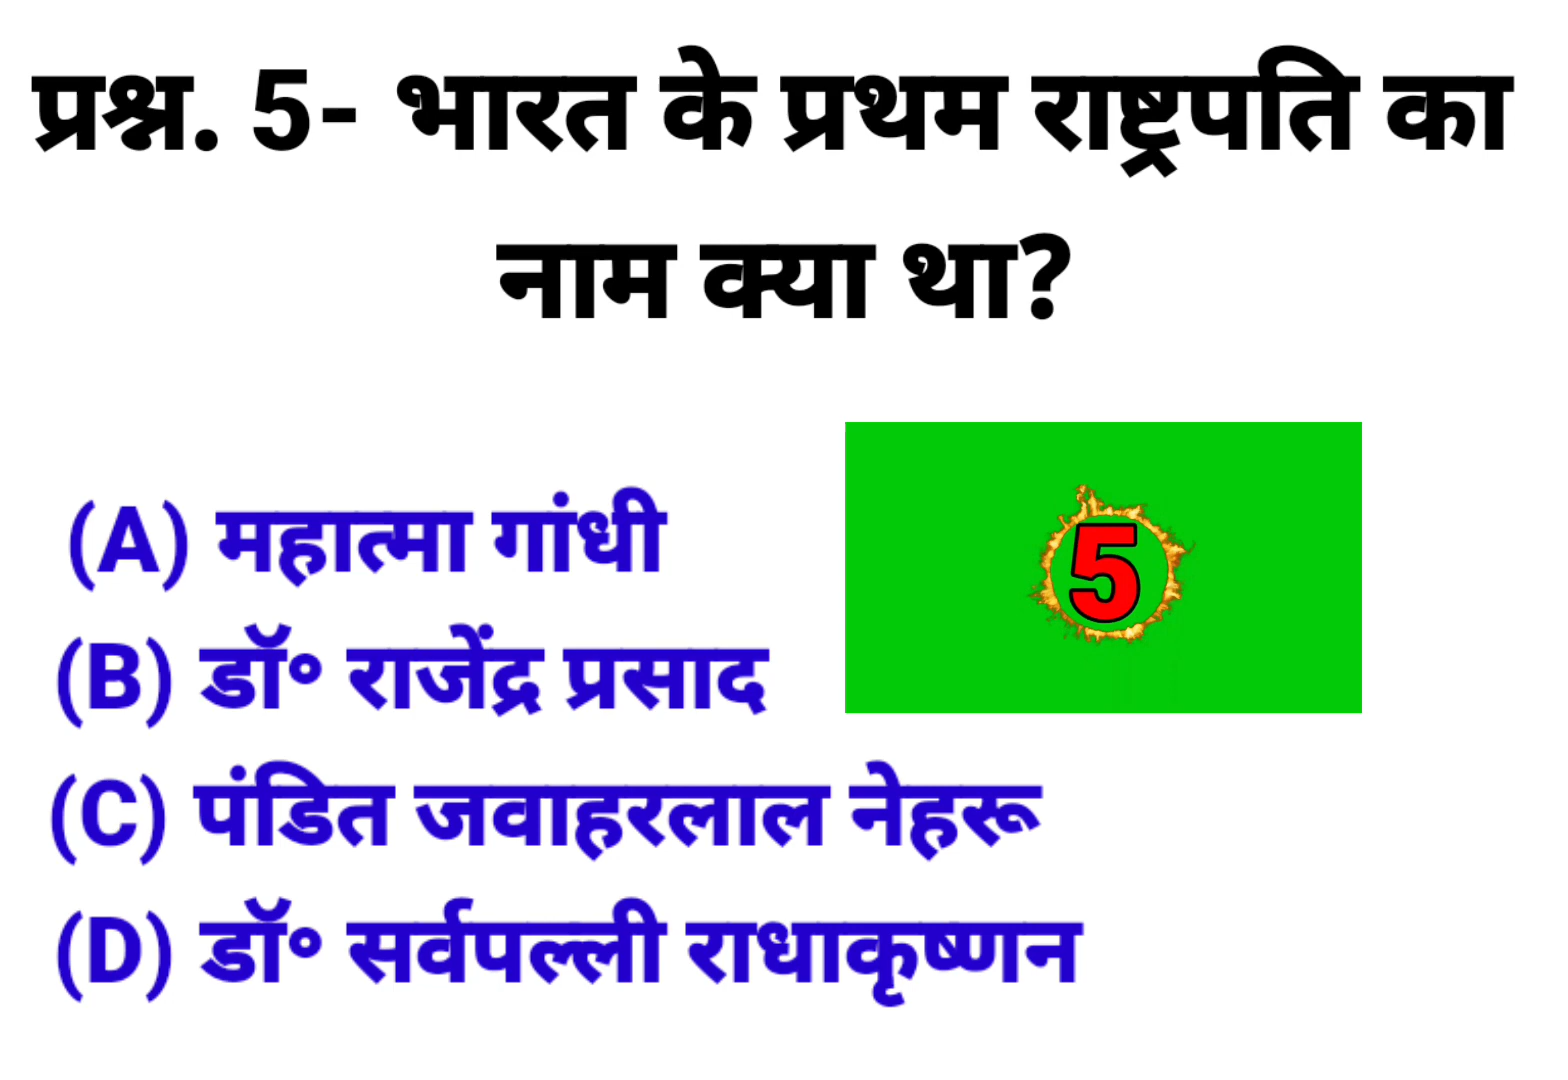 प्रश्न. 5- भारत के प्रथम राष्ट्रपति का
नाम क्या था?
(A) महात्मा गांधी
5
(B) डॉ॰ राजेंद्र प्रसाद
(C) पंडित जवाहरलाल नेहरू
(D) डॉ॰ सर्वपल्ली राधाकृष्णन